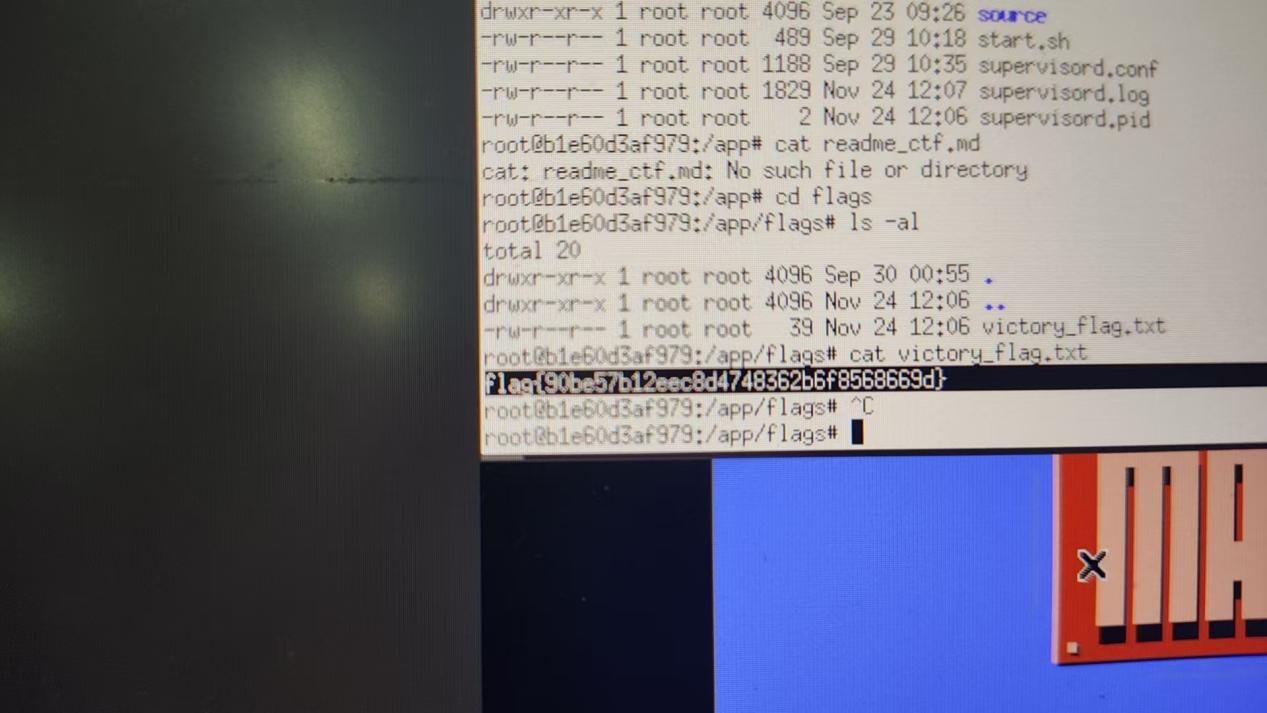 drwxr-xr-x 1 root root 4096 Sep 23 09:26 source
-rw-r--r-- 1 root root 489 Sep 29 10:18 start.sh
-rw-r--r-- 1 root root 1188 Sep 29 10:35 supervisord.conf
-rw-r--r-- 1 root root 1829 Nov 24 12:07 supervisord.log
-rw-r--r-- 1 root root 2 Nov 24 12:06 supervisord.pid
root@b1e60d3af979:/app# cat readme_ctf.md
cat: readme_ctf.md: No such file or directory
root@b1e60d3af979:/app# cd flags
root@b1e60d3af979:/app/flags# ls -al
total 20
drwxr-xr-x 1 root root 4096 Sep 30 00:55 .
drwxr-xr-x 1 root root 4096 Nov 24 12:06 ..
-rw-r--r-- 1 root root 39 Nov 24 12:06 victory_flag.txt
root@b1e60d3af979:/app/flags# cat victory_flag.txt
flag{90be57b12eec8d4748362b6f8568669d}
root@b1e60d3af979:/app/flags# ^C
root@b1e60d3af979:/app/flags#